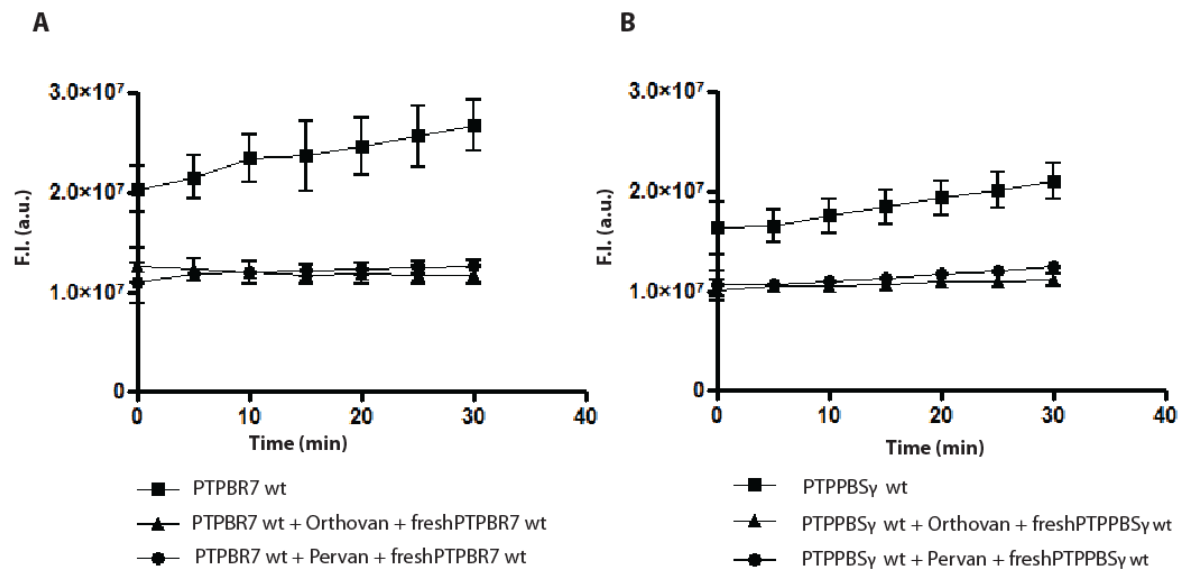 A
F.I. (a.u.)
3.0×10⁷
2.0×10⁷
1.0×10⁷
0
0 10 20 30 40
Time (min)
PTPBR7 wt
PTPBR7 wt + Orthovan + freshPTPBR7 wt
PTPBR7 wt + Pervan + freshPTPBR7 wt
B
F.I. (a.u.)
3.0×10⁷
2.0×10⁷
1.0×10⁷
0
0 10 20 30 40
Time (min)
PTPPBSγ wt
PTPPBSγ wt + Orthovan + freshPTPPBSγ wt
PTPPBSγ wt + Pervan + freshPTPPBSγ wt